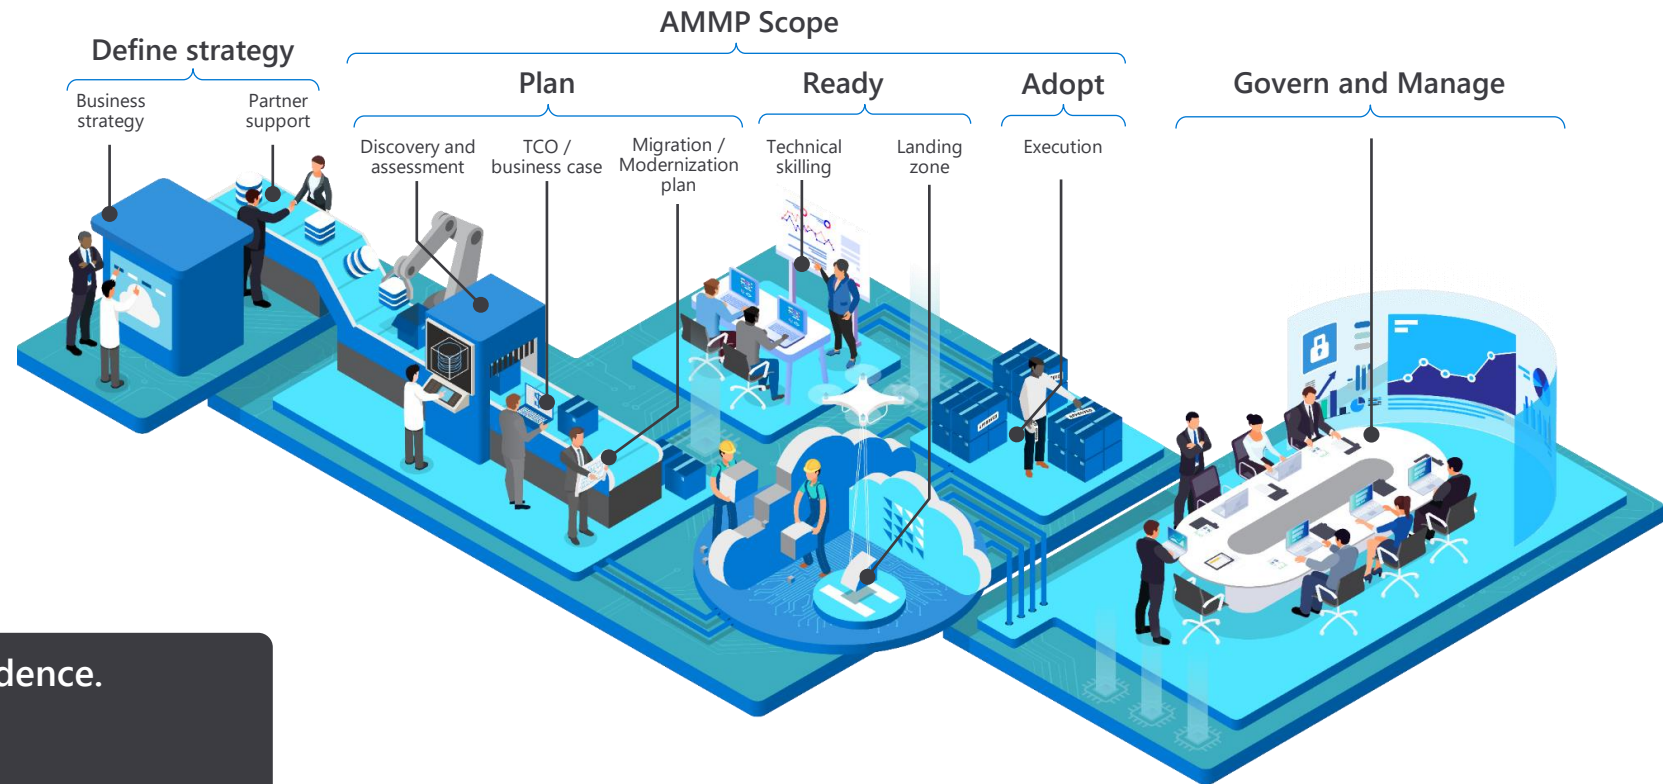 AMMP Scope
Define strategy
Plan
Ready
Adopt
Govern and Manage
Business
strategy
Partner
support
Discovery and
assessment
TCO /
business case
Migration /
Modernization
plan
Technical
skilling
Landing
zone
Execution
dence.